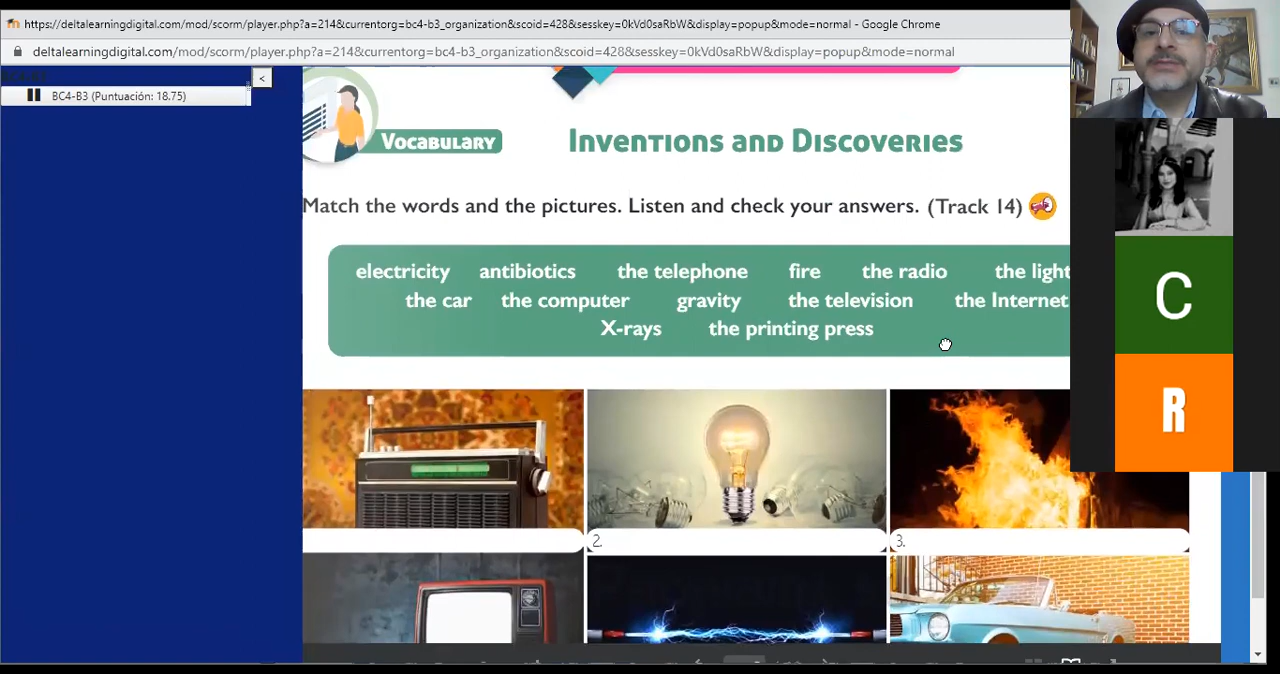 https://deltalearningdigital.com/mod/scorm/player.php?a=214&currentorg=bc4-b3_organization&scoid=428&sesskey=0kVd0saRbW&display=popup&mode=normal - Google Chrome
deltalearningdigital.com/mod/scorm/player.php?a=214&currentorg=bc4-b3_organization&scoid=428&sesskey=0kVd0saRbW&display=popup&mode=normal
BC4-B3
<
BC4-B3 (Puntuación: 18.75)
Vocabulary
Inventions and Discoveries
Match the words and the pictures. Listen and check your answers. (Track 14)
electricity antibiotics the telephone fire the radio the light
the car the computer gravity the television the Internet
X-rays the printing press
C
R
2.
3.